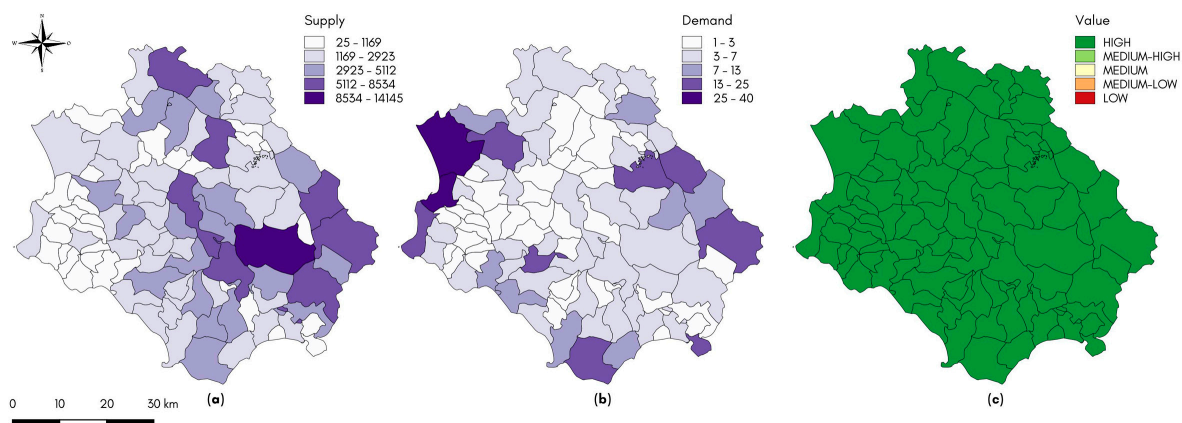 N
W
O
S
Supply
25 - 1169
1169 - 2923
2923 - 5112
5112 - 8534
8534 - 14145
Demand
1 - 3
3 - 7
7 - 13
13 - 25
25 - 40
Value
HIGH
MEDIUM-HIGH
MEDIUM
MEDIUM-LOW
LOW
0 10 20 30 km
(a)
(b)
(c)